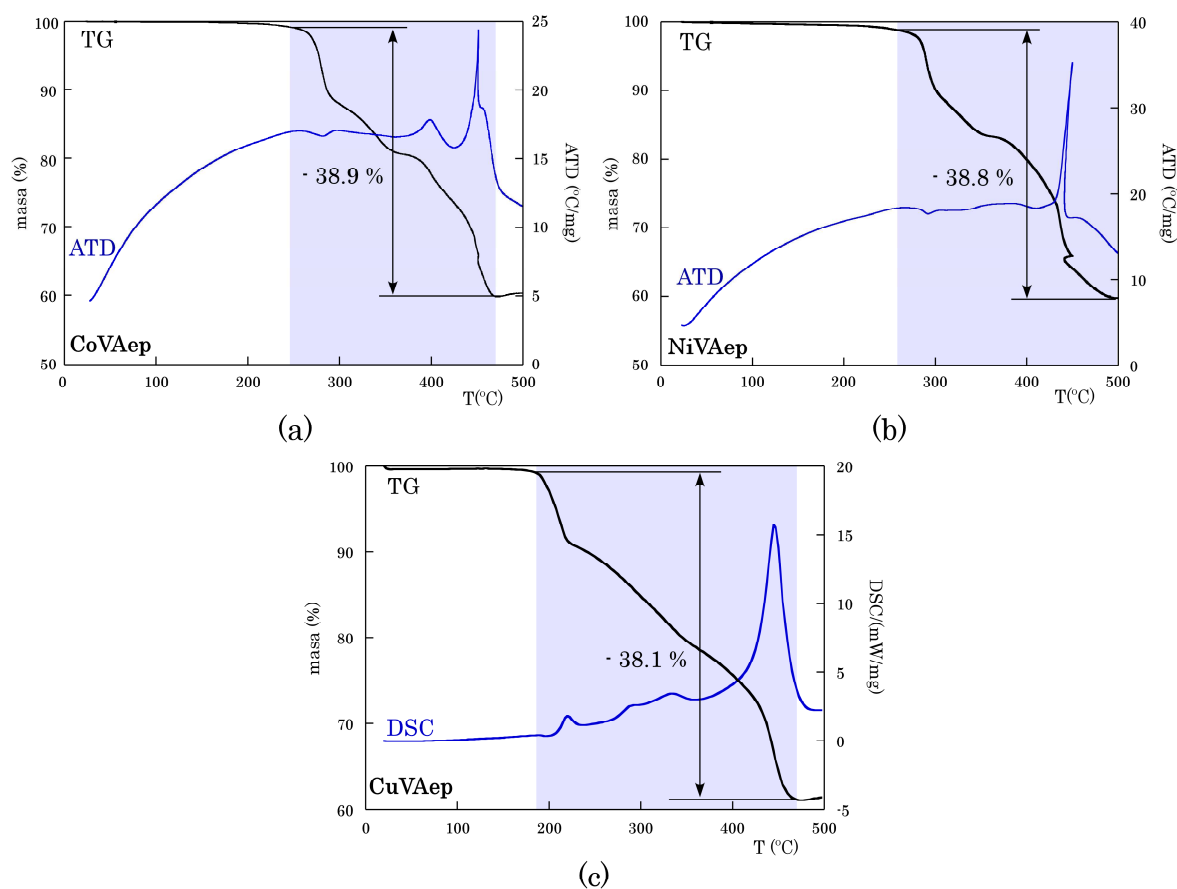 100
90
80
70
60
50
masa (%)
TG
ATD
- 38.9 %
CoVAep
25
20
15
10
5
0
ATD (°C/mg)
0 100 200 300 400 500
T(°C)
(a)
100
90
80
70
60
50
masa (%)
TG
ATD
- 38.8 %
NiVAep
40
30
20
10
0
ATD (°C/mg)
0 100 200 300 400 500
T(°C)
(b)
100
90
80
70
60
masa (%)
TG
DSC
- 38.1 %
CuVAep
20
15
10
5
0
-5
DSC/(mW/mg)
0 100 200 300 400 500
T (°C)
(c)